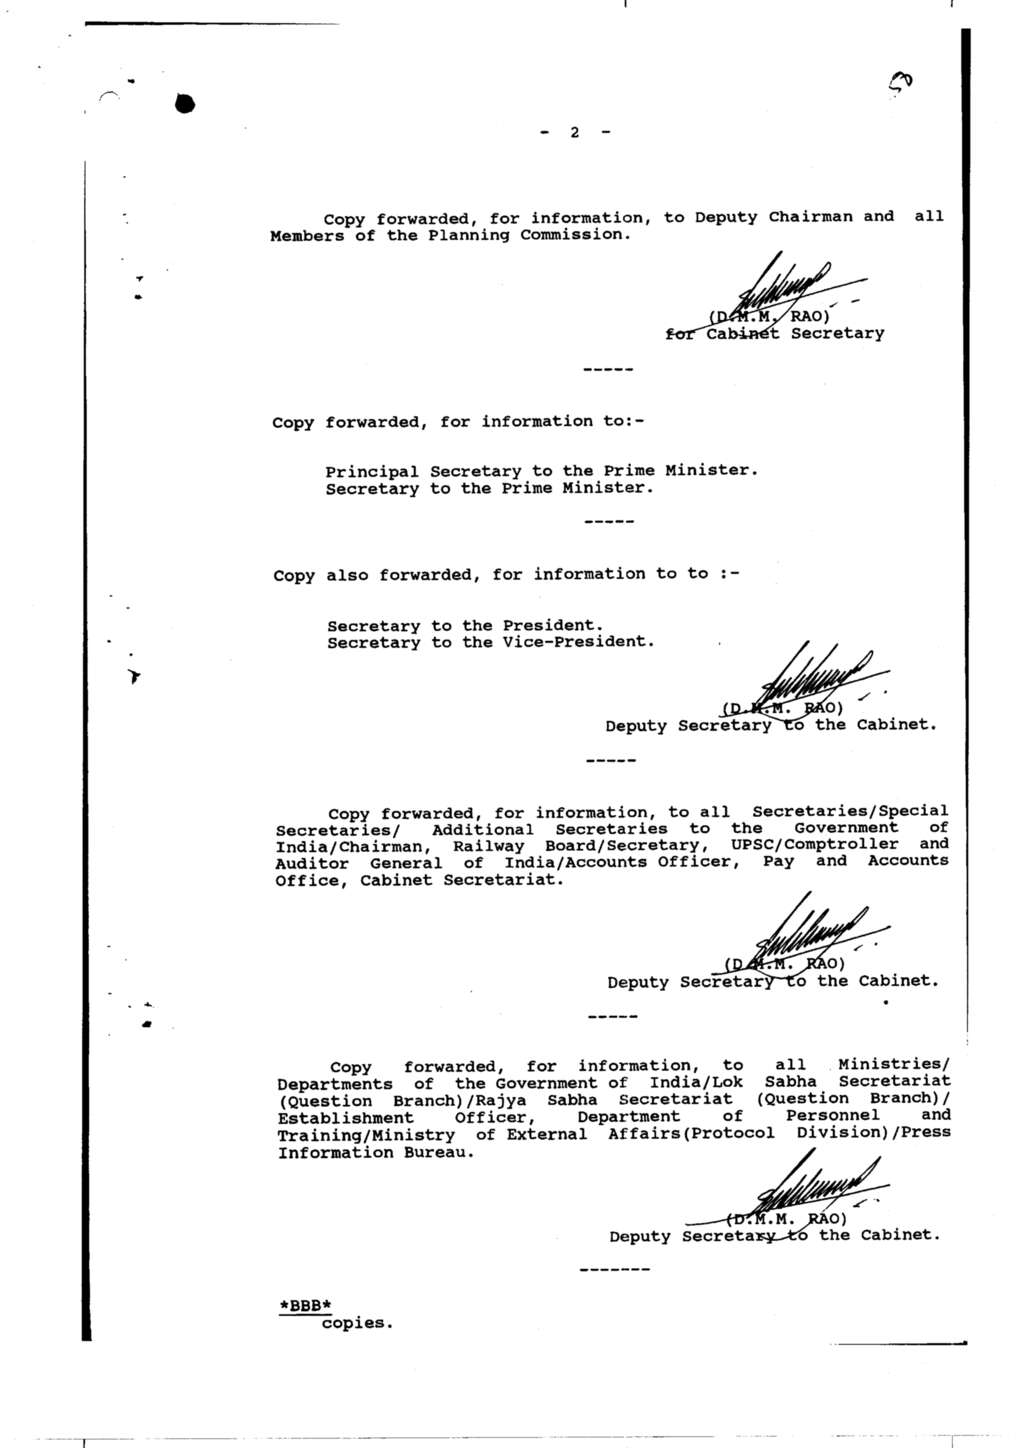 - 2 -
Copy forwarded, for information, to Deputy Chairman and all
Members of the Planning Commission.
(D.M.M. RAO)
for Cabinet Secretary
-----
Copy forwarded, for information to:-
Principal Secretary to the Prime Minister.
Secretary to the Prime Minister.
-----
Copy also forwarded, for information to to :-
Secretary to the President.
Secretary to the Vice-President.
(D.M.M. RAO)
Deputy Secretary to the Cabinet.
-----
Copy forwarded, for information, to all Secretaries/Special
Secretaries/ Additional Secretaries to the Government of
India/Chairman, Railway Board/Secretary, UPSC/Comptroller and
Auditor General of India/Accounts Officer, Pay and Accounts
Office, Cabinet Secretariat.
(D.M.M. RAO)
Deputy Secretary to the Cabinet.
-----
Copy forwarded, for information, to all Ministries/
Departments of the Government of India/Lok Sabha Secretariat
(Question Branch)/Rajya Sabha Secretariat (Question Branch)/
Establishment Officer, Department of Personnel and
Training/Ministry of External Affairs(Protocol Division)/Press
Information Bureau.
(D.M.M. RAO)
Deputy Secretary to the Cabinet.
-------
*BBB*
copies.